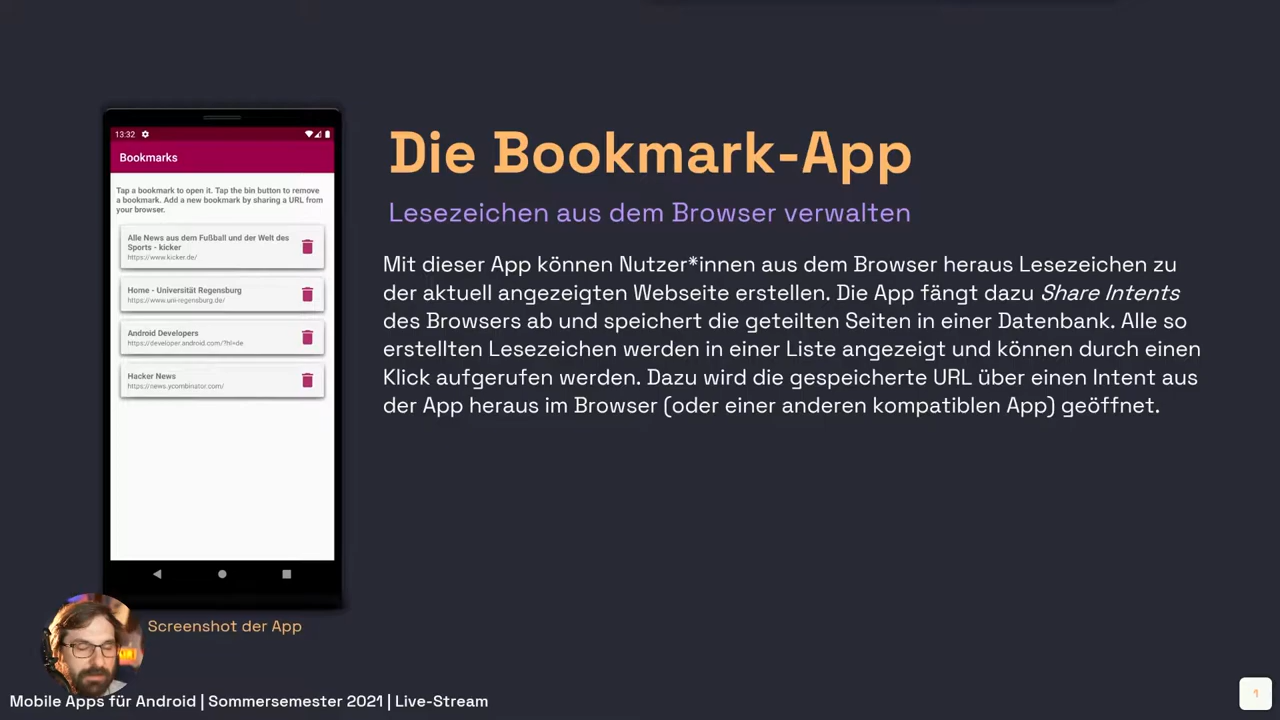 13:32
Bookmarks
Tap a bookmark to open it. Tap the bin button to remove
a bookmark. Add a new bookmark by sharing a URL from
your browser.
Alle News aus dem Fußball und der Welt des
Sports - kicker
https://www.kicker.de/
Home - Universität Regensburg
https://www.uni-regensburg.de/
Android Developers
https://developer.android.com/?hl=de
Hacker News
https://news.ycombinator.com/
Screenshot der App
Die Bookmark-App
Lesezeichen aus dem Browser verwalten
Mit dieser App können Nutzer*innen aus dem Browser heraus Lesezeichen zu
der aktuell angezeigten Webseite erstellen. Die App fängt dazu Share Intents
des Browsers ab und speichert die geteilten Seiten in einer Datenbank. Alle so
erstellten Lesezeichen werden in einer Liste angezeigt und können durch einen
Klick aufgerufen werden. Dazu wird die gespeicherte URL über einen Intent aus
der App heraus im Browser (oder einer anderen kompatiblen App) geöffnet.
Mobile Apps für Android | Sommersemester 2021 | Live-Stream
1